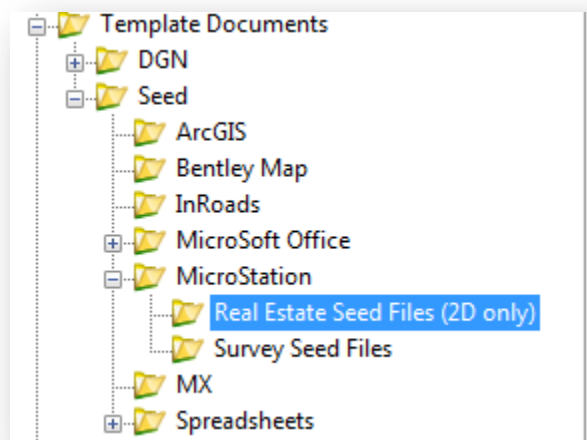 Template Documents
DGN
Seed
ArcGIS
Bentley Map
InRoads
MicroSoft Office
MicroStation
Real Estate Seed Files (2D only)
Survey Seed Files
MX
Spreadsheets